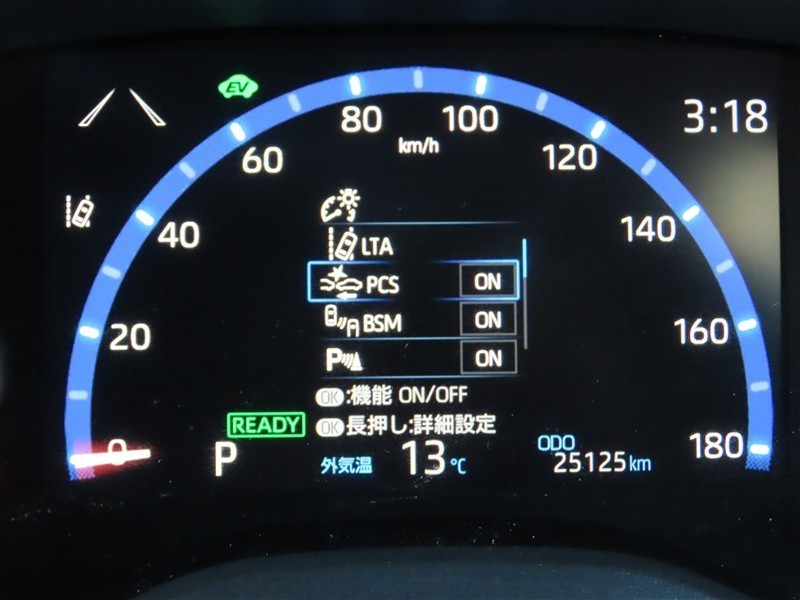 EV
3:18
80
100
km/h
60
120
40
LTA
140
PCS ON
20
BSM ON
160
P ON
OK:機能 ON/OFF
READY
OK長押し:詳細設定
0
P
外気温 13℃
ODO
25125km
180